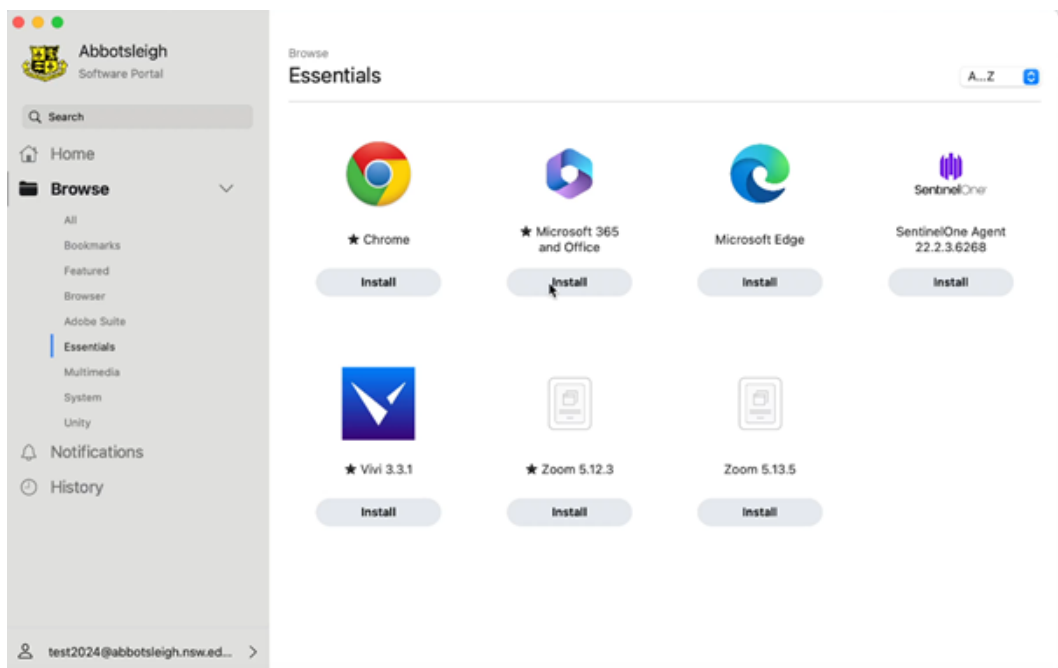 Abbotsleigh
Software Portal
Search
Home
Browse
All
Bookmarks
Featured
Browser
Adobe Suite
Essentials
Multimedia
System
Unity
Notifications
History
test2024@abbotsleigh.nsw.ed...
Browse
Essentials
A...Z
★ Chrome
Install
★ Microsoft 365
and Office
Install
Microsoft Edge
Install
SentinelOne
SentinelOne Agent
22.2.3.6268
Install
★ Vivi 3.3.1
Install
★ Zoom 5.12.3
Install
Zoom 5.13.5
Install